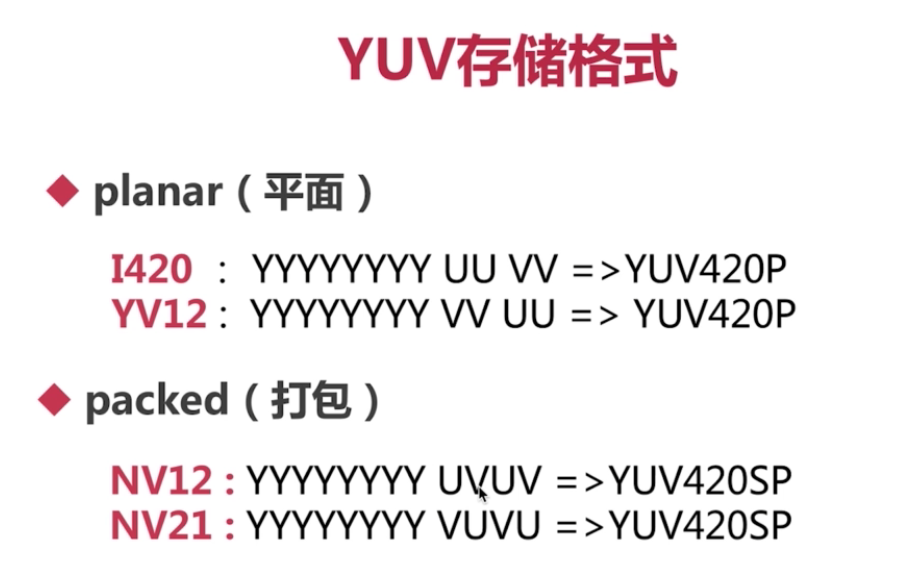 YUV存储格式
planar（平面）
I420 : YYYYYYYY UU VV =>YUV420P
YV12 : YYYYYYYY VV UU => YUV420P
packed（打包）
NV12 : YYYYYYYY UVUV =>YUV420SP
NV21 : YYYYYYYY VUVU =>YUV420SP